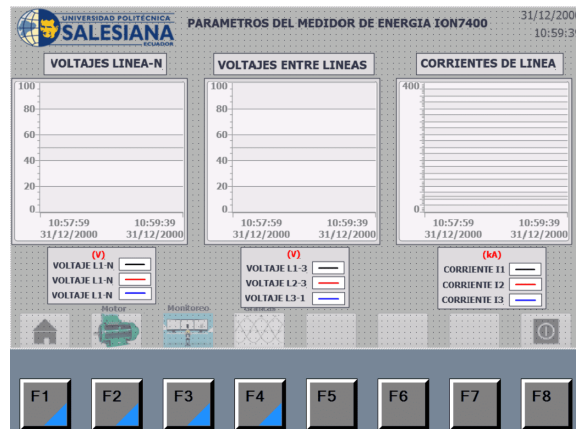 UNIVERSIDAD POLITÉCNICA
SALESIANA
ECUADOR
PARAMETROS DEL MEDIDOR DE ENERGIA ION7400
31/12/2000
10:59:39
VOLTAJES LINEA-N
VOLTAJES ENTRE LINEAS
CORRIENTES DE LINEA
100
80
60
40
20
0
10:57:59 10:59:39
31/12/2000 31/12/2000
100
80
60
40
20
0
10:57:59 10:59:39
31/12/2000 31/12/2000
400
0
10:57:59 10:59:39
31/12/2000 31/12/2000
(V)
VOLTAJE L1-N
VOLTAJE L1-N
VOLTAJE L1-N
(V)
VOLTAJE L1-3
VOLTAJE L2-3
VOLTAJE L3-1
(kA)
CORRIENTE I1
CORRIENTE I2
CORRIENTE I3
Motor
Monitoreo
Graficas
F1
F2
F3
F4
F5
F6
F7
F8